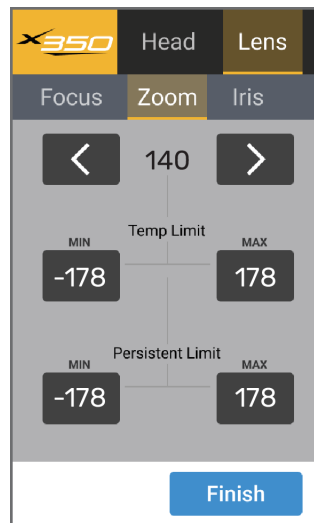 X350 Head Lens
Focus Zoom Iris
140
Temp Limit
MIN MAX
-178 178
Persistent Limit
MIN MAX
-178 178
Finish